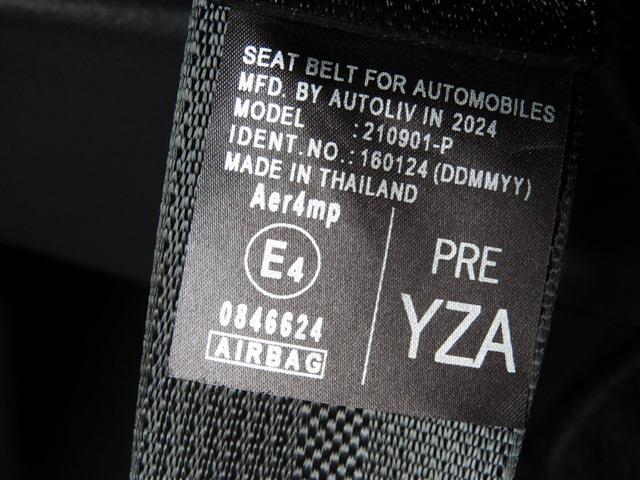 SEAT BELT FOR AUTOMOBILES
MFD. BY AUTOLIV IN 2024
MODEL :210901-P
IDENT.NO.:160124 (DDMMYY)
MADE IN THAILAND
Aer4mp
E4
0846624
AIRBAG
PRE
YZA